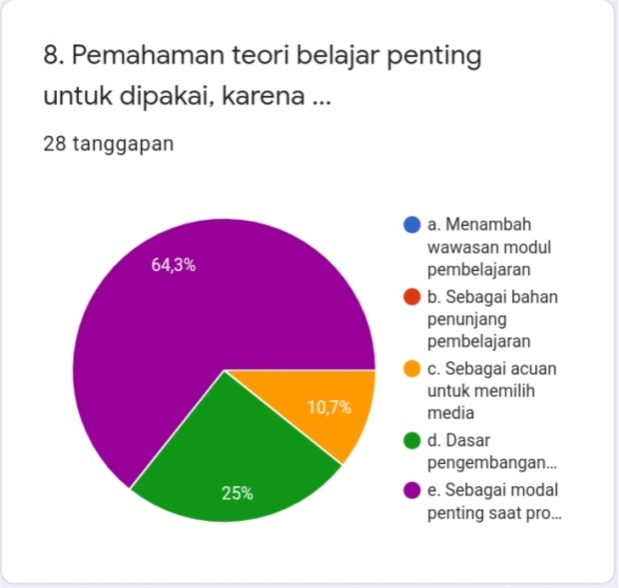 8. Pemahaman teori belajar penting
untuk dipakai, karena ...
28 tanggapan
64,3%
10,7%
25%
a. Menambah
wawasan modul
pembelajaran
b. Sebagai bahan
penunjang
pembelajaran
c. Sebagai acuan
untuk memilih
media
d. Dasar
pengembangan...
e. Sebagai modal
penting saat pro...